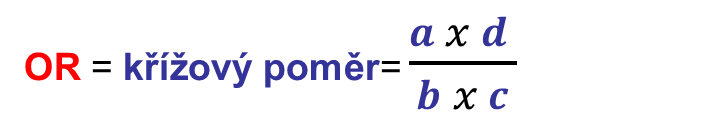 OR = křížový poměr= a x d
b x c